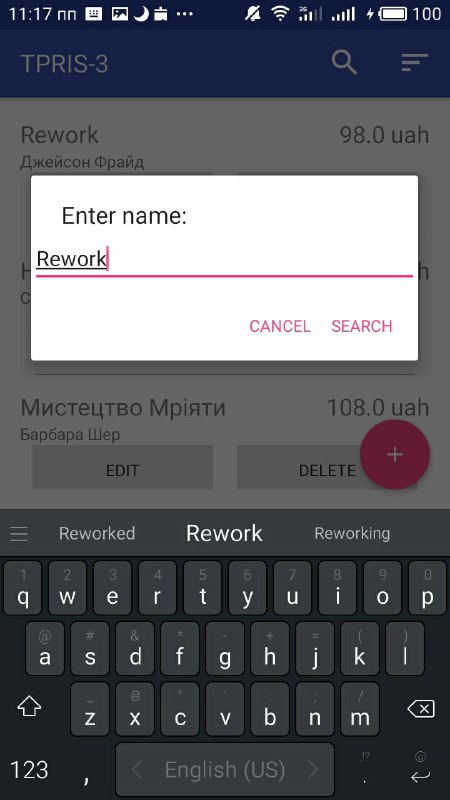 11:17 пп 3G 100
TPRIS-3
Rework 98.0 uah
Джейсон Фрайд
Enter name:
Rework
CANCEL SEARCH
Мистецтво Мріяти 108.0 uah
Барбара Шер
EDIT DELETE +
Reworked Rework Reworking
1 2 3 4 5 6 7 8 9 0
q w e r t y u i o p
@ # & * - + = ( )
a s d f g h j k l
_ ₴ " ' : ; /
z x c v b n m
,!?
123 , English (US) .